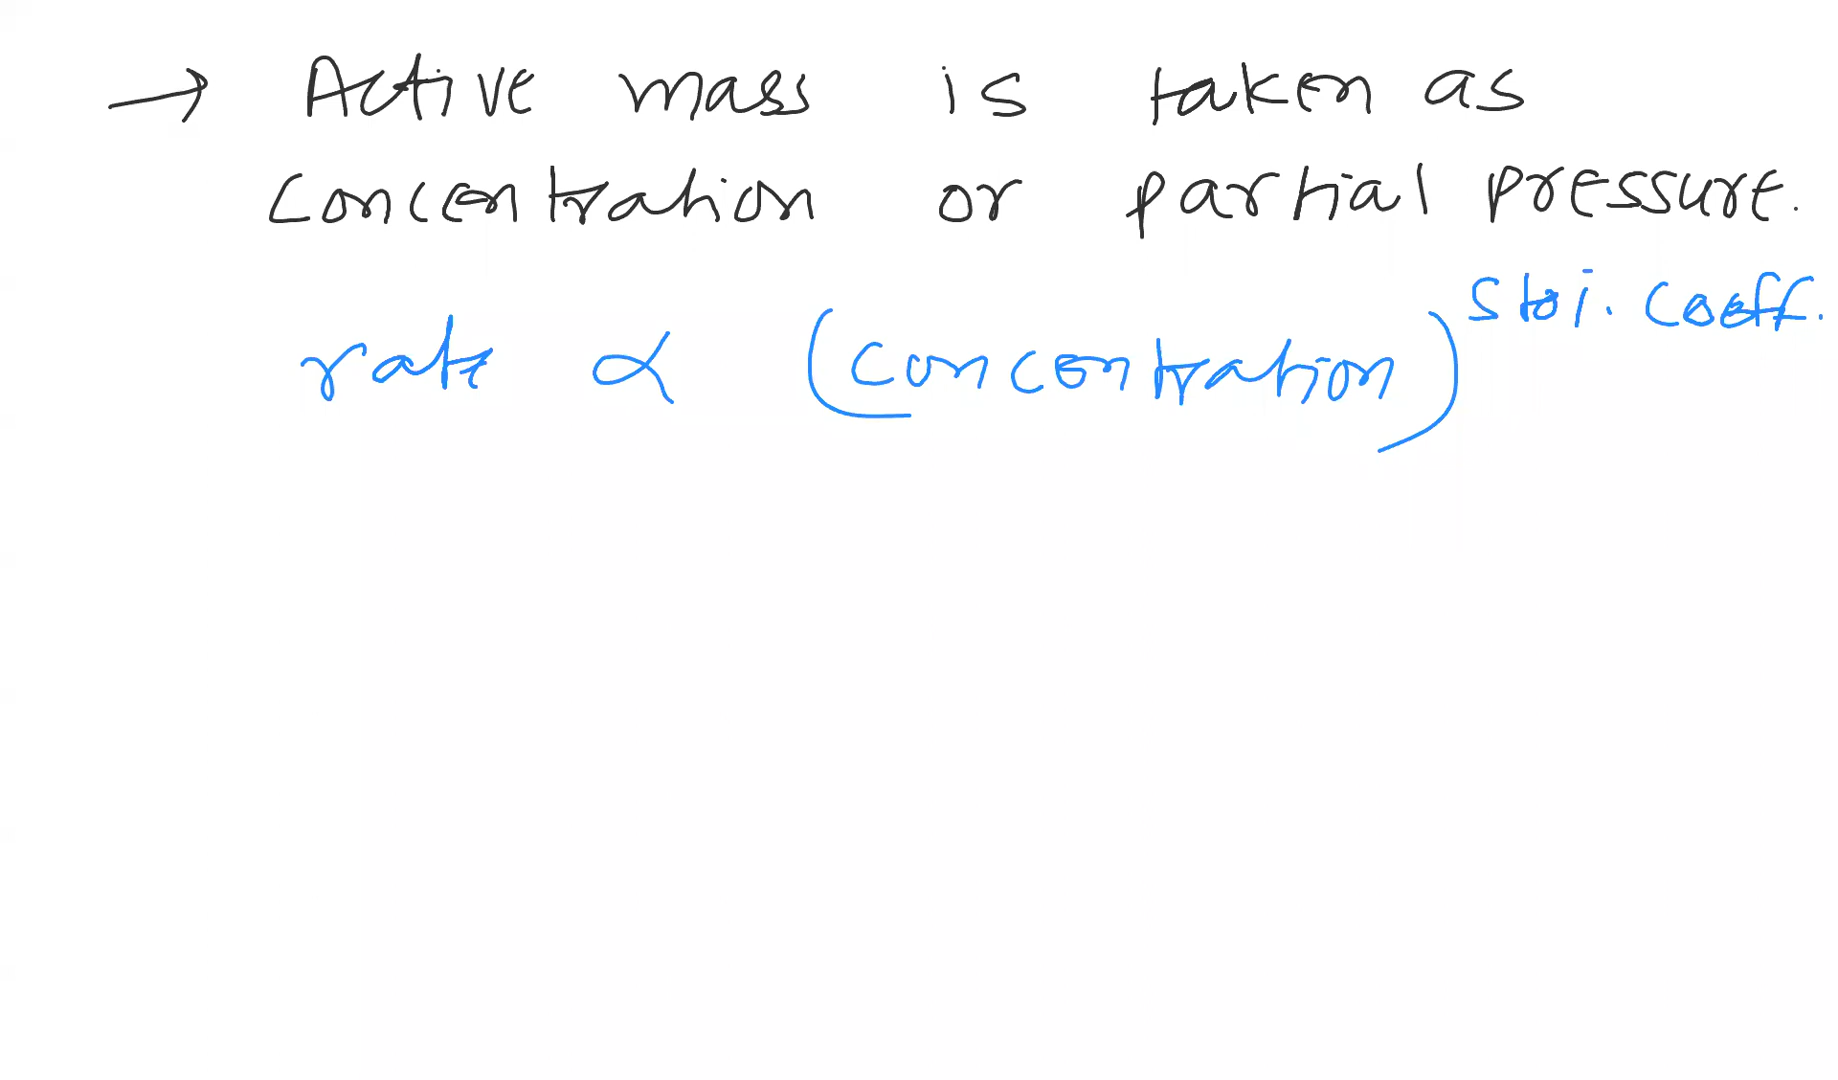 → Active mass is taken as
concentration or partial pressure.
rate ∝ (concentration)^stoi. coeff.